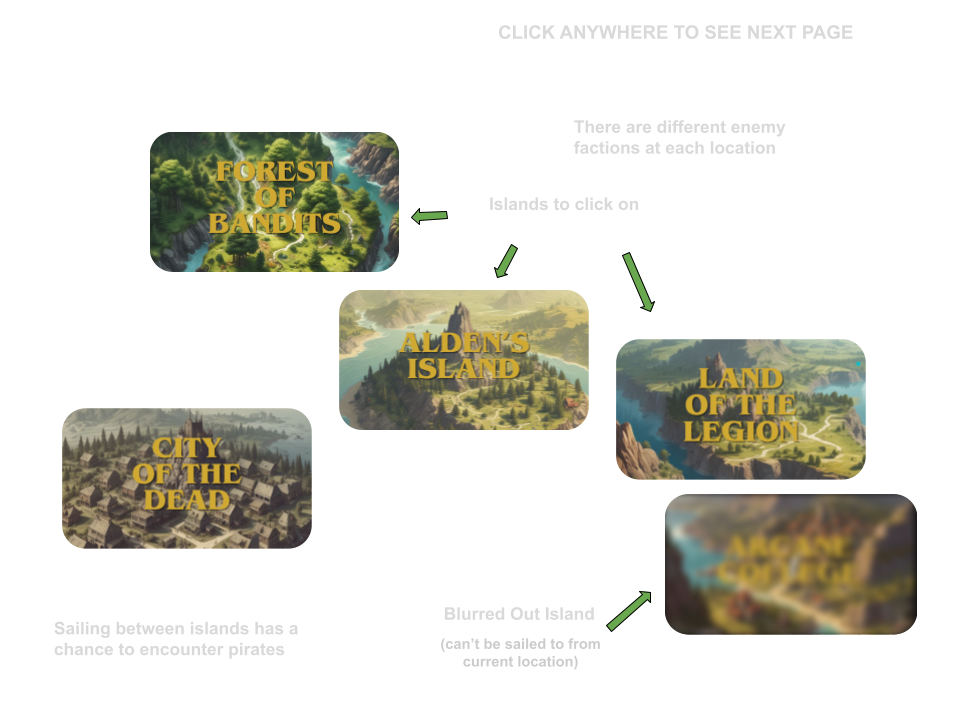 CLICK ANYWHERE TO SEE NEXT PAGE
There are different enemy
factions at each location
FOREST
OF
BANDITS
Islands to click on
ALDEN'S
ISLAND
LAND
OF THE
LEGION
CITY
OF THE
DEAD
ARCANE
COLLEGE
Blurred Out Island
(can't be sailed to from
current location)
Sailing between islands has a
chance to encounter pirates